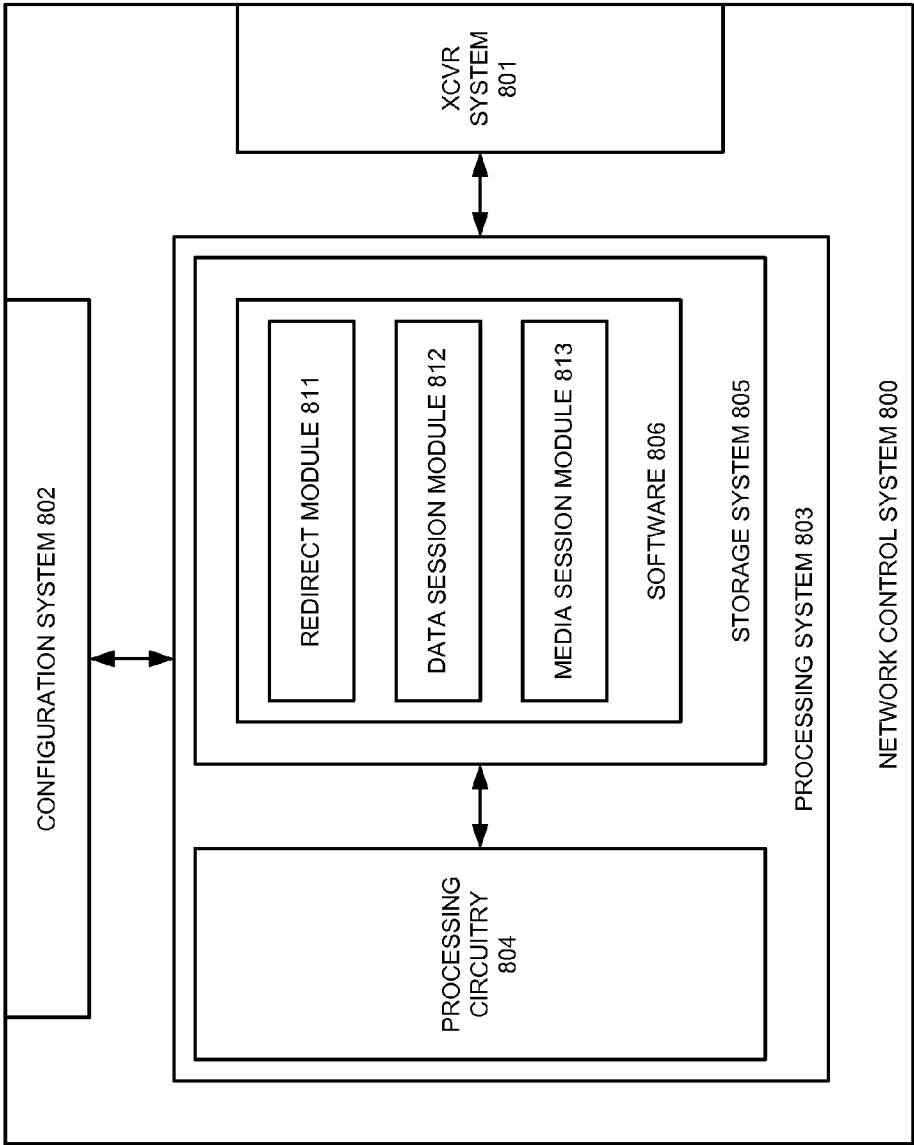 CONFIGURATION SYSTEM 802
PROCESSING
CIRCUITRY
804
REDIRECT MODULE 811
DATA SESSION MODULE 812
MEDIA SESSION MODULE 813
SOFTWARE 806
STORAGE SYSTEM 805
PROCESSING SYSTEM 803
XCVR
SYSTEM
801
NETWORK CONTROL SYSTEM 800